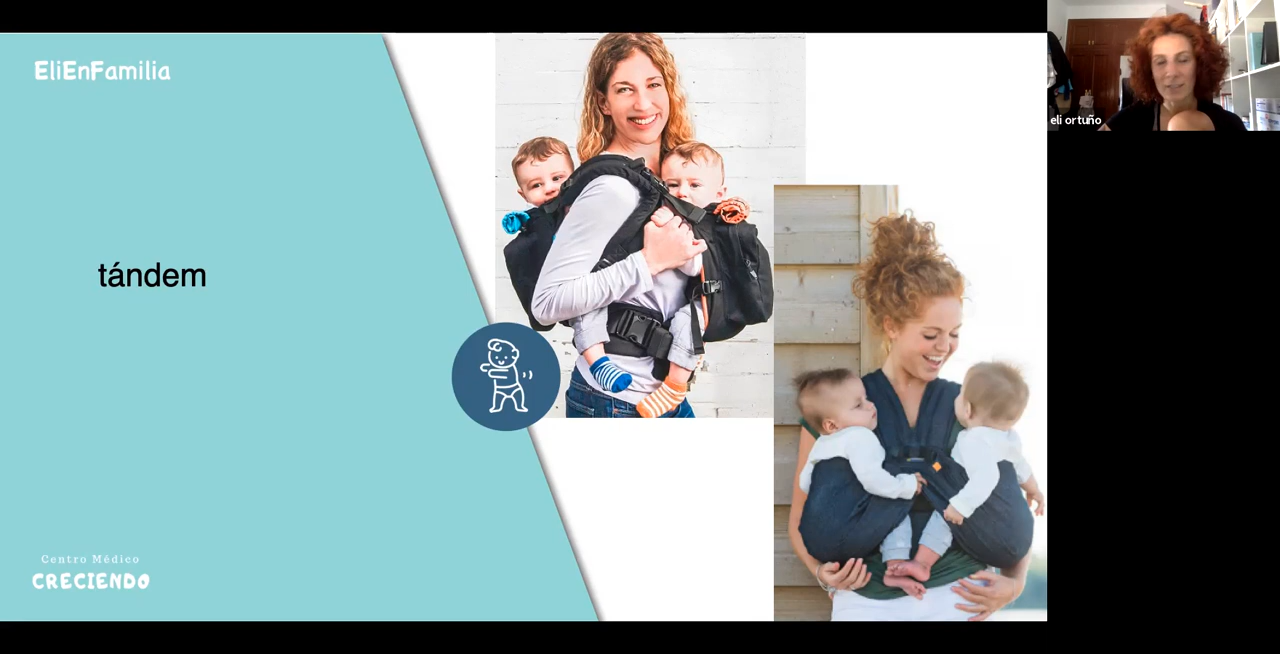 EliEnFamilia
tándem
Centro Médico
CRECIENDO
eli ortuño